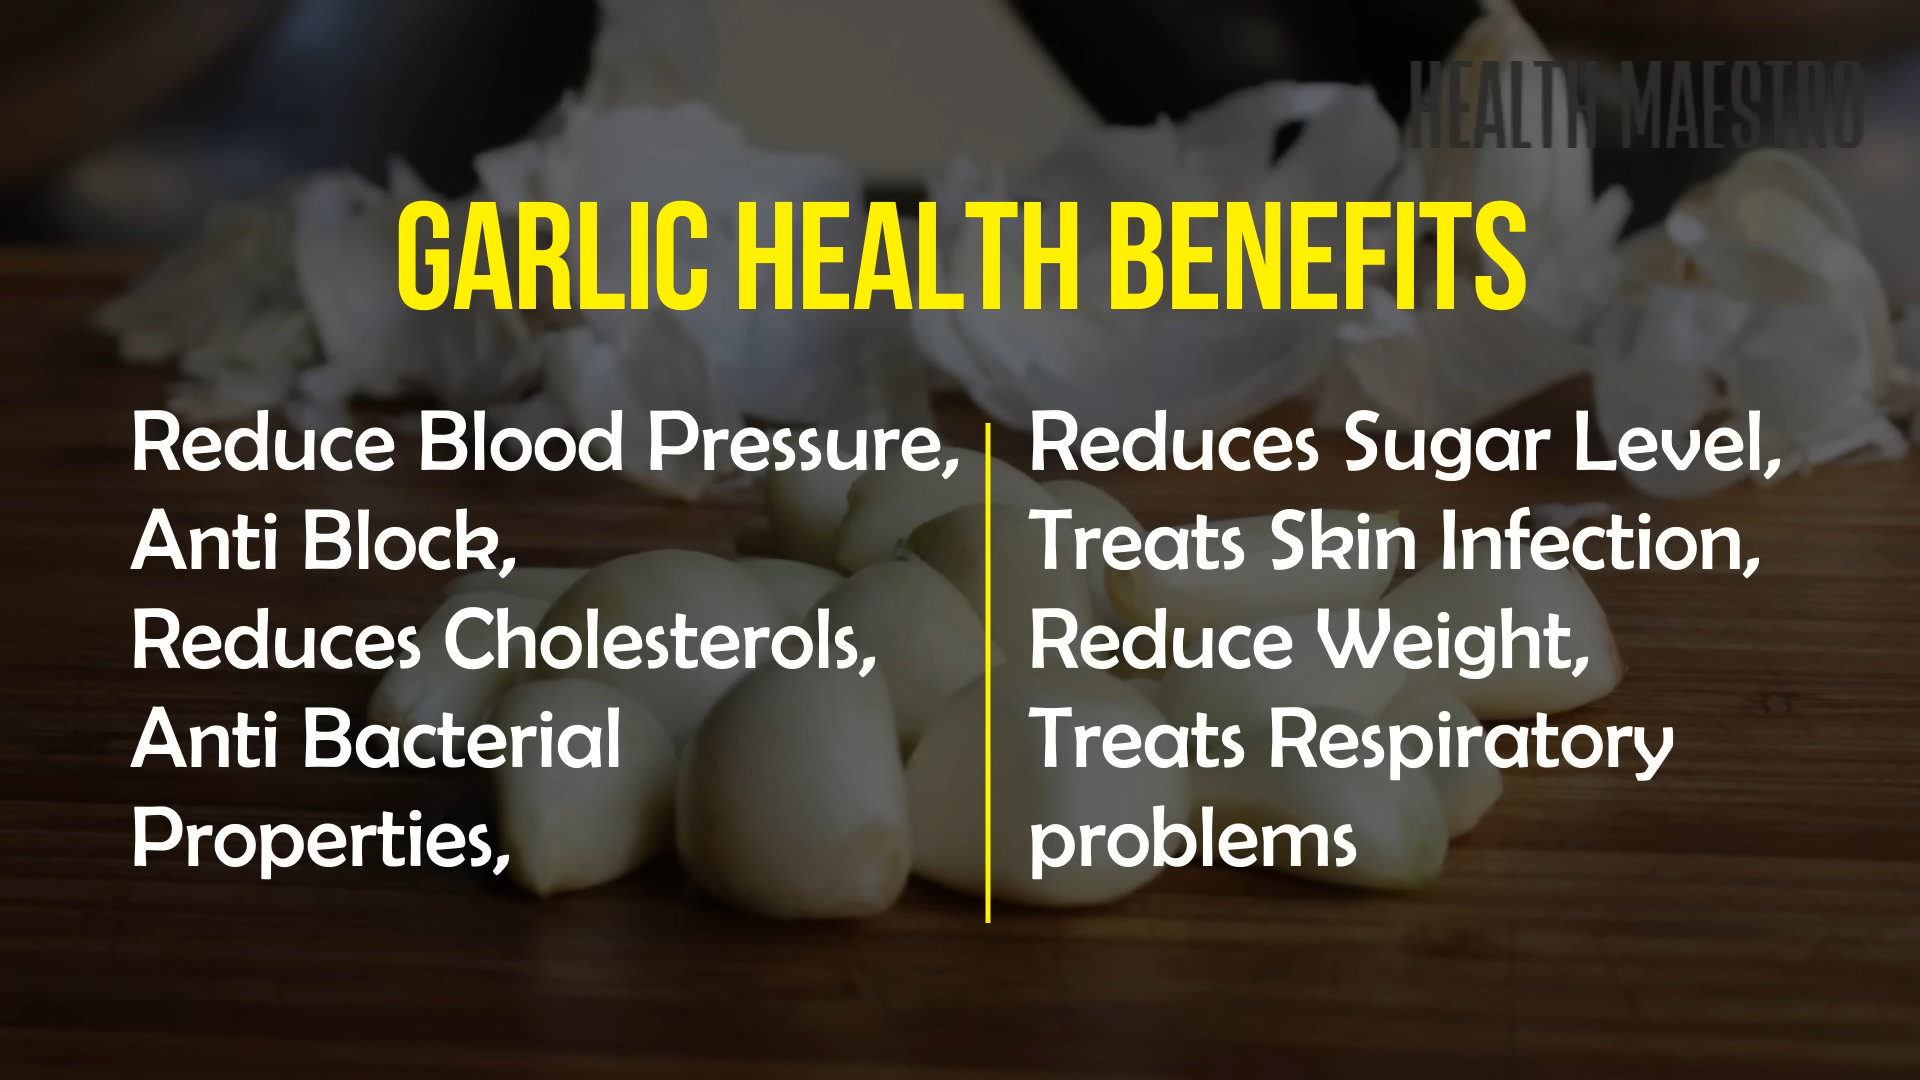 HEALTH MAESTRO
GARLIC HEALTH BENEFITS
Reduce Blood Pressure,
Anti Block,
Reduces Cholesterols,
Anti Bacterial
Properties,
Reduces Sugar Level,
Treats Skin Infection,
Reduce Weight,
Treats Respiratory
problems